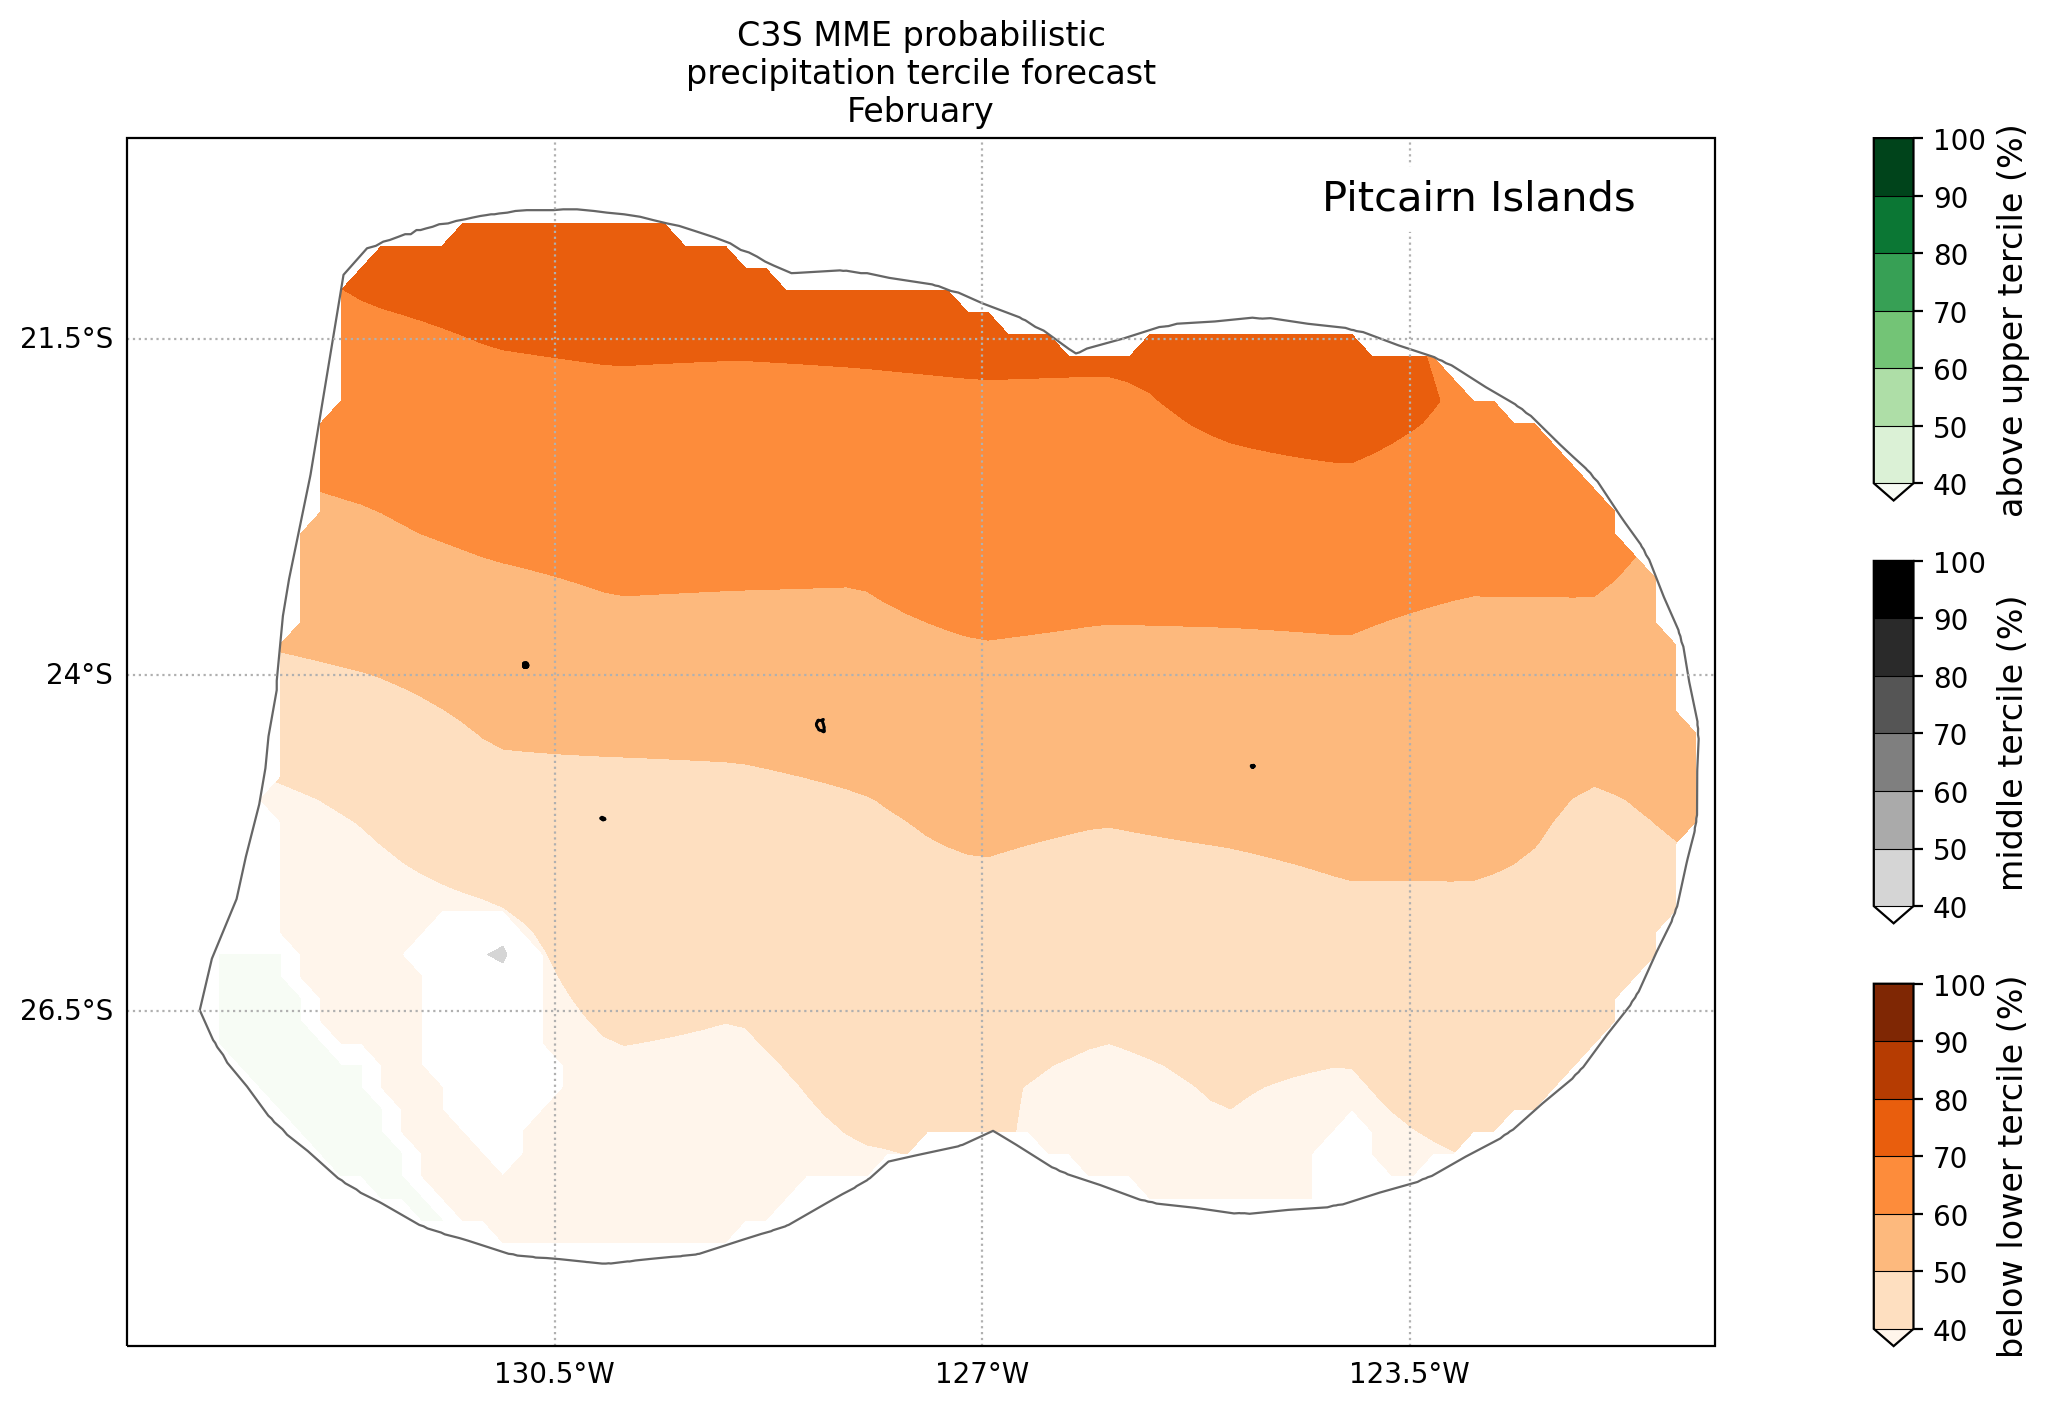 C3S MME probabilistic
precipitation tercile forecast
February
Pitcairn Islands
21.5°S
24°S
26.5°S
130.5°W
127°W
123.5°W
100
90
80
70
60
50
40
above upper tercile (%)
100
90
80
70
60
50
40
middle tercile (%)
100
90
80
70
60
50
40
below lower tercile (%)